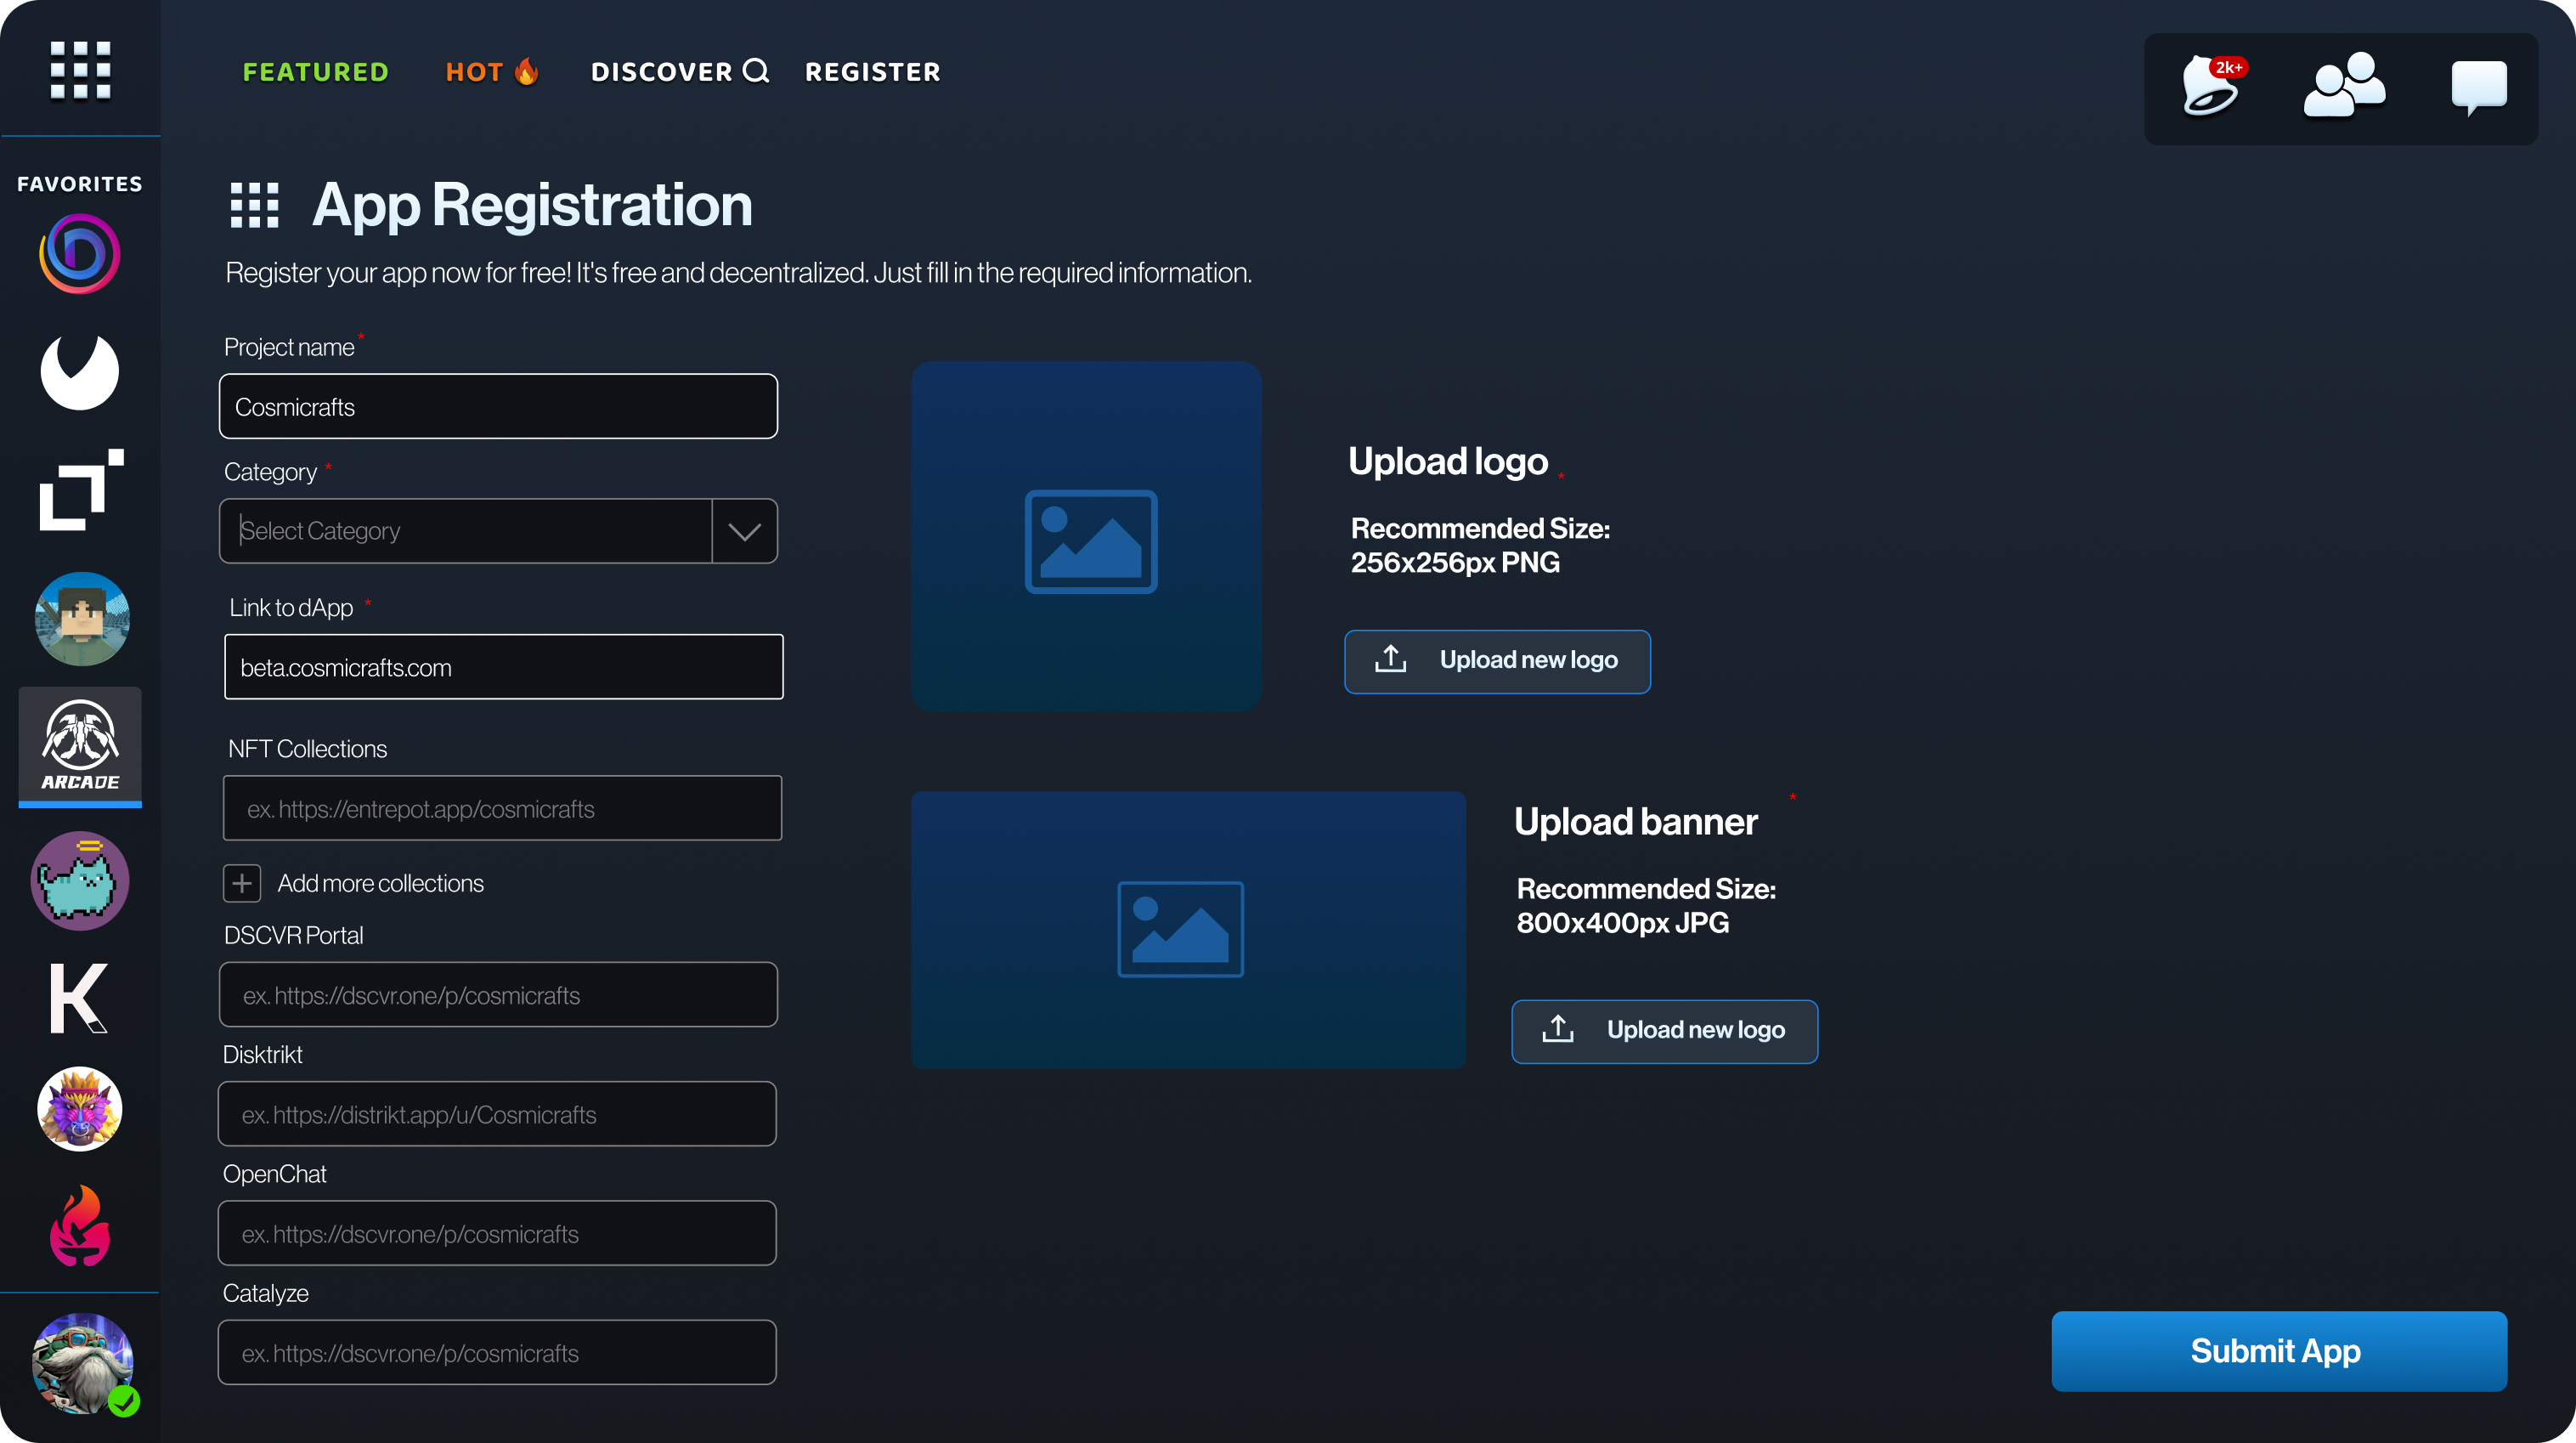 FEATURED
HOT
DISCOVER
REGISTER
2k+
FAVORITES
App Registration
Register your app now for free! It's free and decentralized. Just fill in the required information.
Project name *
Cosmicrafts
Category *
Select Category
Link to dApp *
beta.cosmicrafts.com
NFT Collections
ex. https://entrepot.app/cosmicrafts
Add more collections
DSCVR Portal
ex. https://dscvr.one/p/cosmicrafts
Disktrikt
ex. https://distrikt.app/u/Cosmicrafts
OpenChat
ex. https://dscvr.one/p/cosmicrafts
Catalyze
ex. https://dscvr.one/p/cosmicrafts
Upload logo *
Recommended Size:
256x256px PNG
Upload new logo
Upload banner *
Recommended Size:
800x400px JPG
Upload new logo
Submit App
ARCADE
K